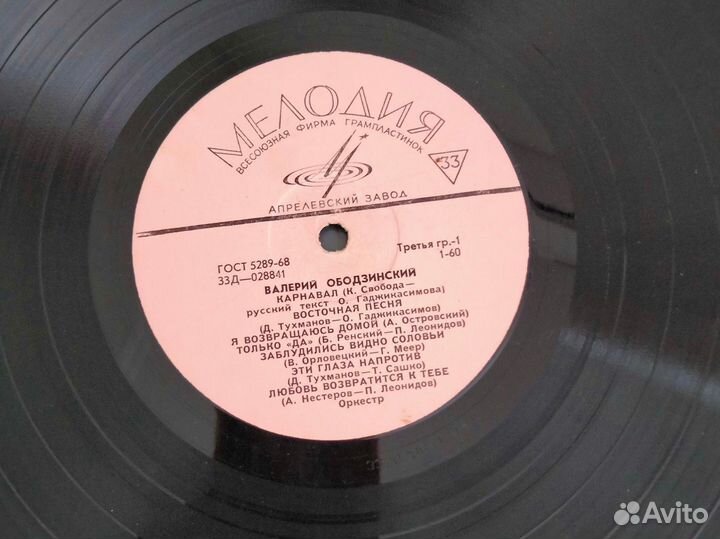 МЕЛОДИЯ
ВСЕСОЮЗНАЯ ФИРМА ГРАМПЛАСТИНОК
33
АПРЕЛЕВСКИЙ ЗАВОД
ГОСТ 5289-68
Третья гр.-1
33Д—028841
1-60
ВАЛЕРИЙ ОБОДЗИНСКИЙ
КАРНАВАЛ (К. Свобода—
русский текст О. Гаджикасимова)
ВОСТОЧНАЯ ПЕСНЯ
(Д. Тухманов—О. Гаджикасимов)
Я ВОЗВРАЩАЮСЬ ДОМОЙ (А. Островский)
ТОЛЬКО «ДА» (Б. Ренский—П. Леонидов)
ЗАБЛУДИЛИСЬ ВИДНО СОЛОВЬИ
(В. Орловецкий—Г. Меер)
ЭТИ ГЛАЗА НАПРОТИВ
(Д. Тухманов—Т. Сашко)
ЛЮБОВЬ ВОЗВРАТИТСЯ К ТЕБЕ
(А. Нестеров—П. Леонидов)
Оркестр
Avito